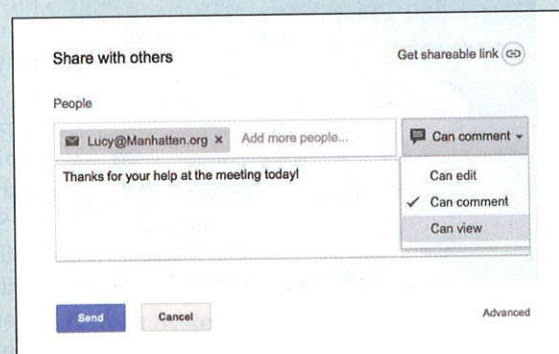 Share with others
Get shareable link
People
Lucy@Manhatten.org × Add more people...
Can comment
Thanks for your help at the meeting today!
Can edit
✓ Can comment
Can view
Send
Cancel
Advanced